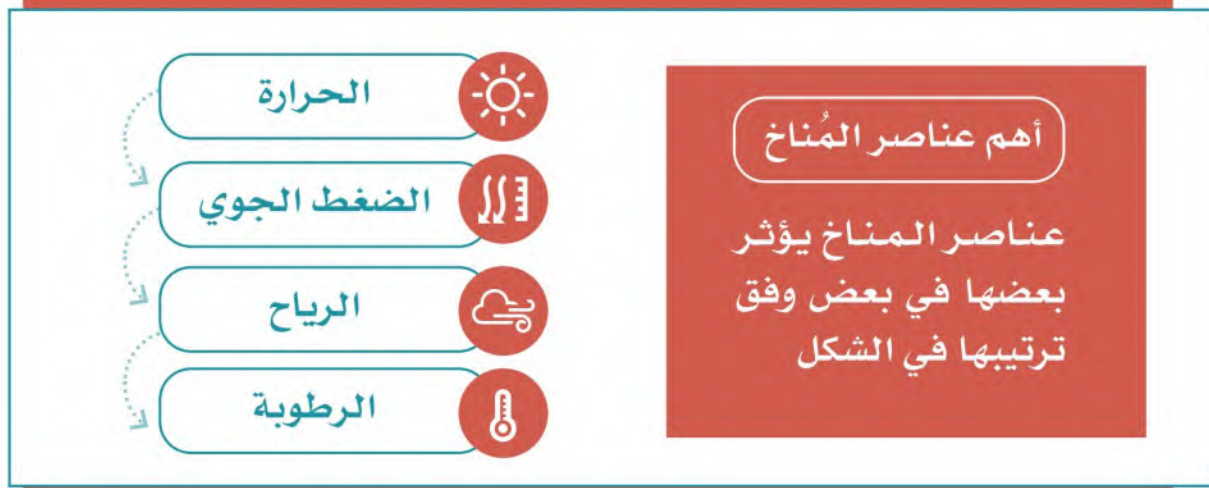 أهم عناصر المُناخ
عناصر المناخ يؤثر
بعضها في بعض وفق
ترتيبها في الشكل
الحرارة
الضغط الجوي
الرياح
الرطوبة